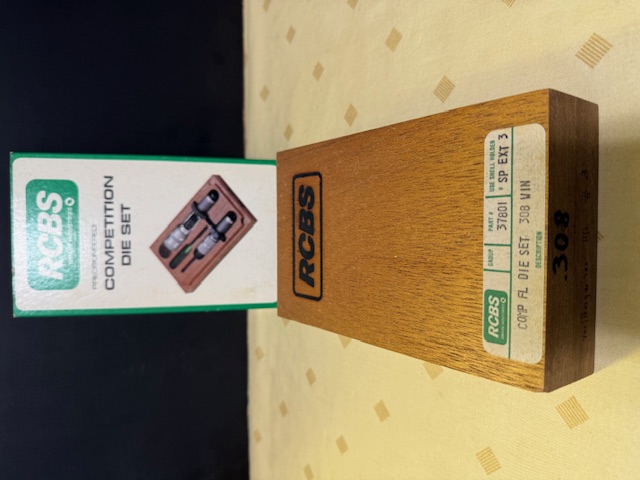 RCBS
PRECISIONEERED
COMPETITION
DIE SET
RCBS
RCBS
GROUP
PART #
37801
USE SHELL HOLDER
* SP EXT 3
COMP FL DIE SET 308 WIN
DESCRIPTION
.308